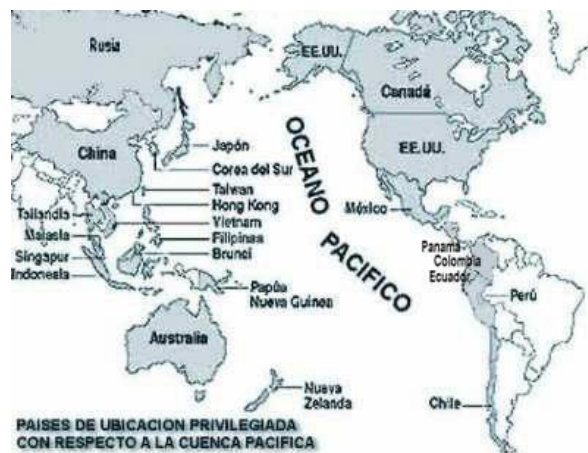 Rusia
EE.UU.
Canadá
EE.UU.
China
Japón
Corea del Sur
Taiwan
Hong Kong
Vietnam
Filipinas
Brunei
Tailandia
Malasia
Singapur
Indonesia
Papúa
Nueva Guinea
Australia
Nueva
Zelanda
OCEANO
PACIFICO
México
Panamá
Colombia
Ecuador
Perú
Chile
PAISES DE UBICACION PRIVILEGIADA
CON RESPECTO A LA CUENCA PACIFICA